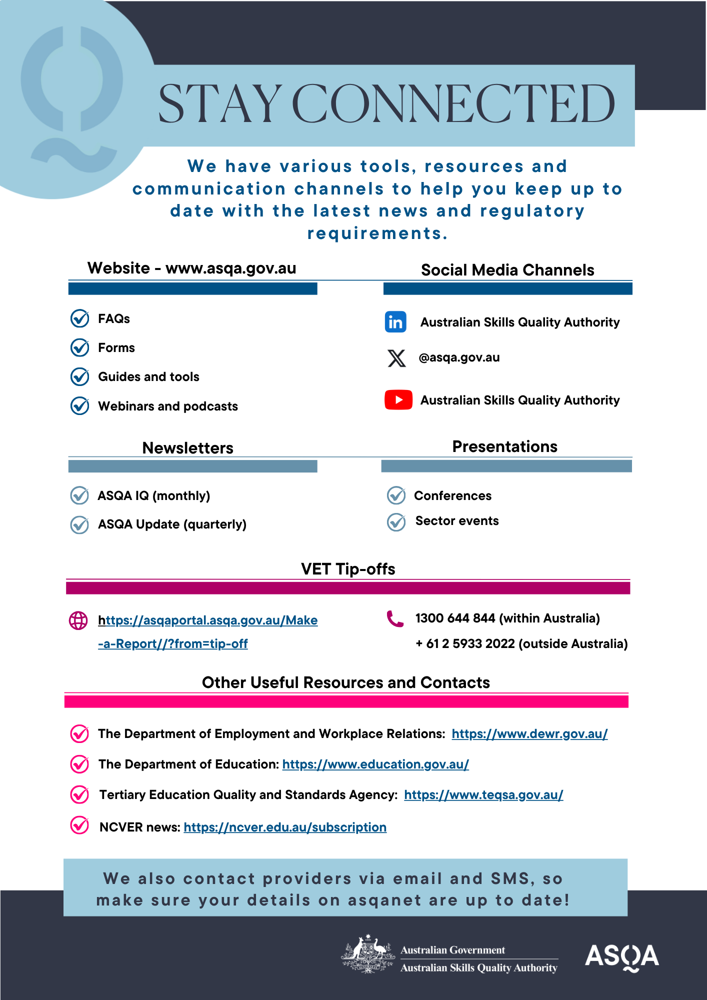 STAY CONNECTED
We have various tools, resources and
communication channels to help you keep up to
date with the latest news and regulatory
requirements.
Website - www.asqa.gov.au
FAQs
Forms
Guides and tools
Webinars and podcasts
Social Media Channels
in Australian Skills Quality Authority
X @asqa.gov.au
Australian Skills Quality Authority
Newsletters
ASQA IQ (monthly)
ASQA Update (quarterly)
Presentations
Conferences
Sector events
VET Tip-offs
https://asqaportal.asqa.gov.au/Make
-a-Report//?from=tip-off
1300 644 844 (within Australia)
+ 61 2 5933 2022 (outside Australia)
Other Useful Resources and Contacts
The Department of Employment and Workplace Relations: https://www.dewr.gov.au/
The Department of Education: https://www.education.gov.au/
Tertiary Education Quality and Standards Agency: https://www.teqsa.gov.au/
NCVER news: https://ncver.edu.au/subscription
We also contact providers via email and SMS, so
make sure your details on asqanet are up to date!
AUSTRALIA
Australian Government
Australian Skills Quality Authority
ASQA